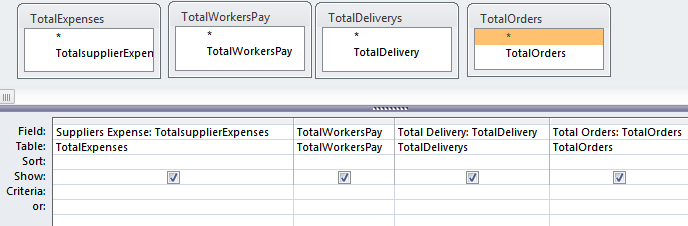 TotalExpenses
*
TotalsupplierExpen
TotalWorkersPay
*
TotalWorkersPay
TotalDeliverys
*
TotalDelivery
TotalOrders
*
TotalOrders
Field: Suppliers Expense: TotalsupplierExpenses TotalWorkersPay Total Delivery: TotalDelivery Total Orders: TotalOrders
Table: TotalExpenses TotalWorkersPay TotalDeliverys TotalOrders
Sort:
Show:
Criteria:
or: